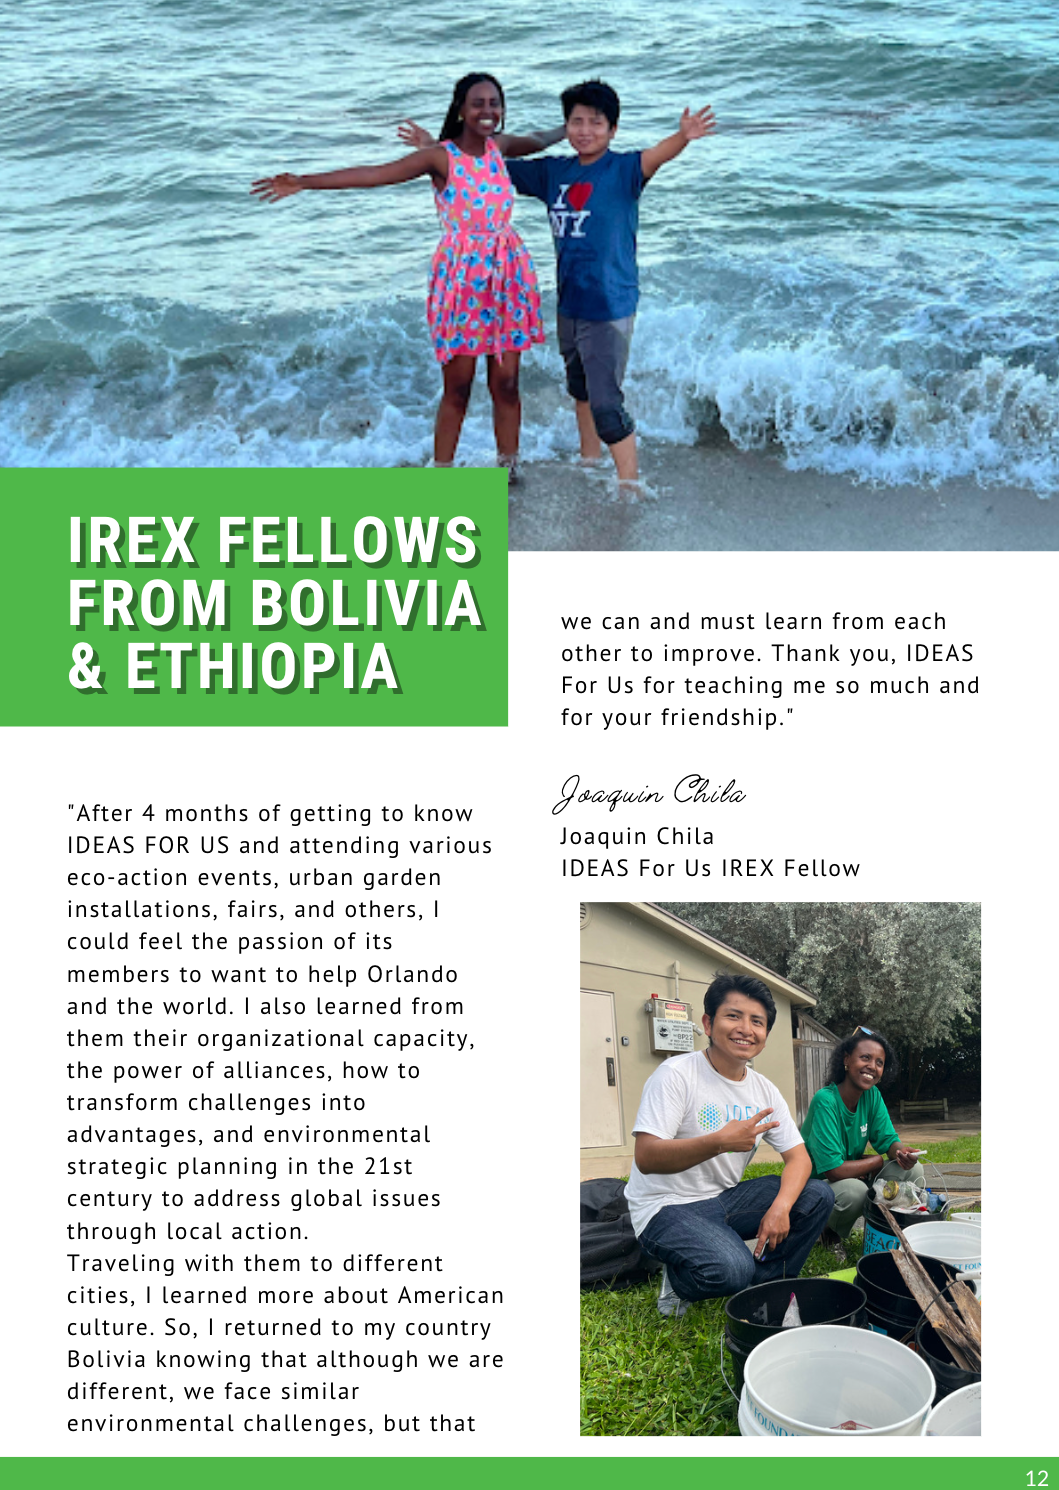 I ❤ NY
IREX FELLOWS
FROM BOLIVIA
& ETHIOPIA
"After 4 months of getting to know
IDEAS FOR US and attending various
eco-action events, urban garden
installations, fairs, and others, I
could feel the passion of its
members to want to help Orlando
and the world. I also learned from
them their organizational capacity,
the power of alliances, how to
transform challenges into
advantages, and environmental
strategic planning in the 21st
century to address global issues
through local action.
Traveling with them to different
cities, I learned more about American
culture. So, I returned to my country
Bolivia knowing that although we are
different, we face similar
environmental challenges, but that
we can and must learn from each
other to improve. Thank you, IDEAS
For Us for teaching me so much and
for your friendship."
Joaquin Chila
Joaquin Chila
IDEAS For Us IREX Fellow
12